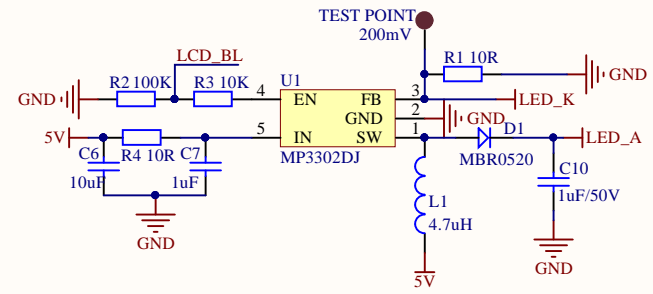 TEST POINT
200mV
LCD_BL
R1 10R
GND
R2 100K
R3 10K
4
U1
EN
FB
3
LED_K
GND
GND
2
GND
5V
R4 10R
5
IN
SW
1
D1
LED_A
MP3302DJ
MBR0520
C6
10uF
C7
1uF
C10
1uF/50V
L1
4.7uH
GND
GND
5V